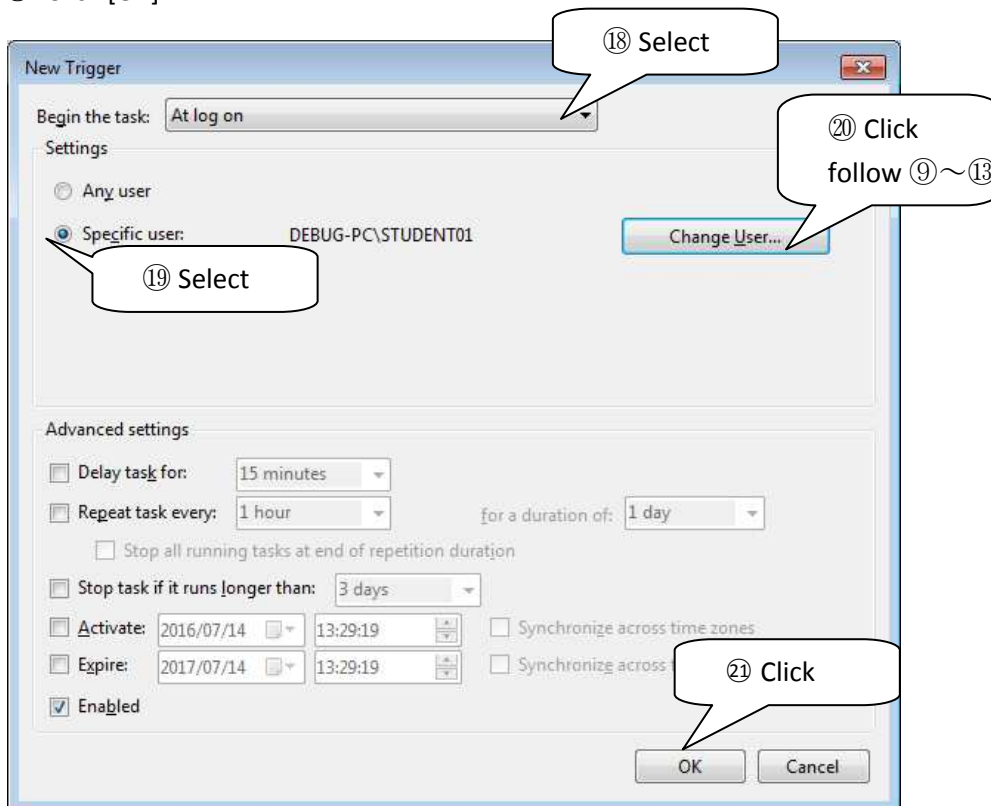 ⑱ Select
New Trigger
Begin the task: At log on
⑳ Click
follow ⑨~⑬
Settings
Any user
Specific user: DEBUG-PC\STUDENT01 Change User...
⑲ Select
Advanced settings
Delay task for: 15 minutes
Repeat task every: 1 hour for a duration of: 1 day
Stop all running tasks at end of repetition duration
Stop task if it runs longer than: 3 days
Activate: 2016/07/14 13:29:19 Synchronize across time zones
Expire: 2017/07/14 13:29:19 Synchronize across
㉑ Click
Enabled
OK Cancel